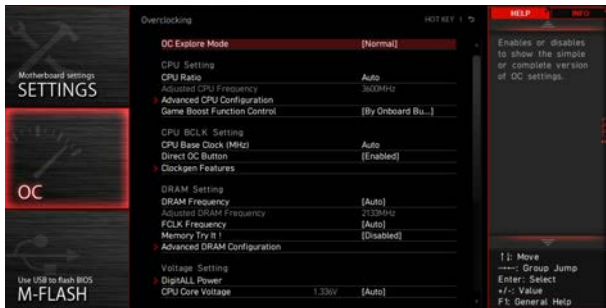 Overclocking
HOT KEY
HELP
INFO
OC Explore Mode [Normal]
Enables or disables
to show the simple
or complete version
of OC settings.
CPU Setting
CPU Ratio Auto
Adjusted CPU Frequency 3600MHz
Advanced CPU Configuration
Game Boost Function Control [By Onboard Bu...]
CPU BCLK Setting
CPU Base Clock (MHz) Auto
Direct OC Button [Enabled]
Clockgen Features
DRAM Setting
DRAM Frequency [Auto]
Adjusted DRAM Frequency 2133MHz
FCLK Frequency [Auto]
Memory Try It ! [Disabled]
Advanced DRAM Configuration
Voltage Setting
DigitALL Power
CPU Core Voltage 1.336V [Auto]
Motherboard settings
SETTINGS
OC
Use USB to flash BIOS
M-FLASH
↑↓: Move
→←: Group Jump
Enter: Select
+/-: Value
F1: General Help